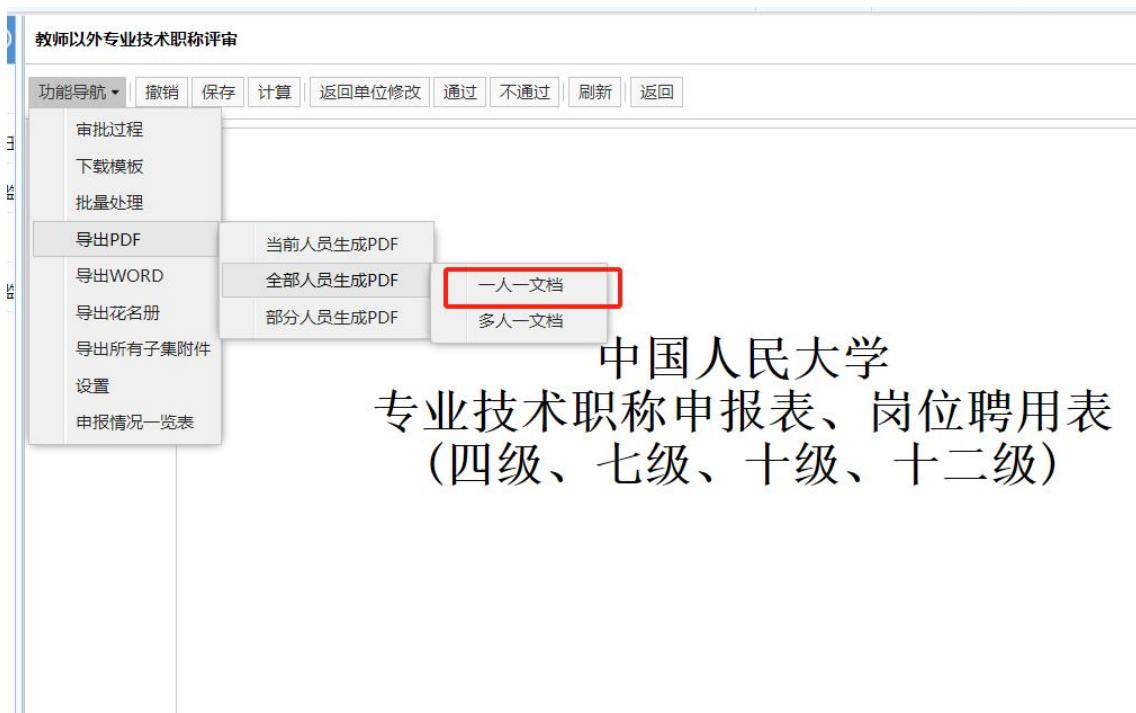 教师以外专业技术职称评审
功能导航 撤销 保存 计算 返回单位修改 通过 不通过 刷新 返回
审批过程
下载模板
批量处理
导出PDF
导出WORD
导出花名册
导出所有子集附件
设置
申报情况一览表
当前人员生成PDF
全部人员生成PDF
部分人员生成PDF
一人一文档
多人一文档
中国人民大学
专业技术职称申报表、岗位聘用表
（四级、七级、十级、十二级）